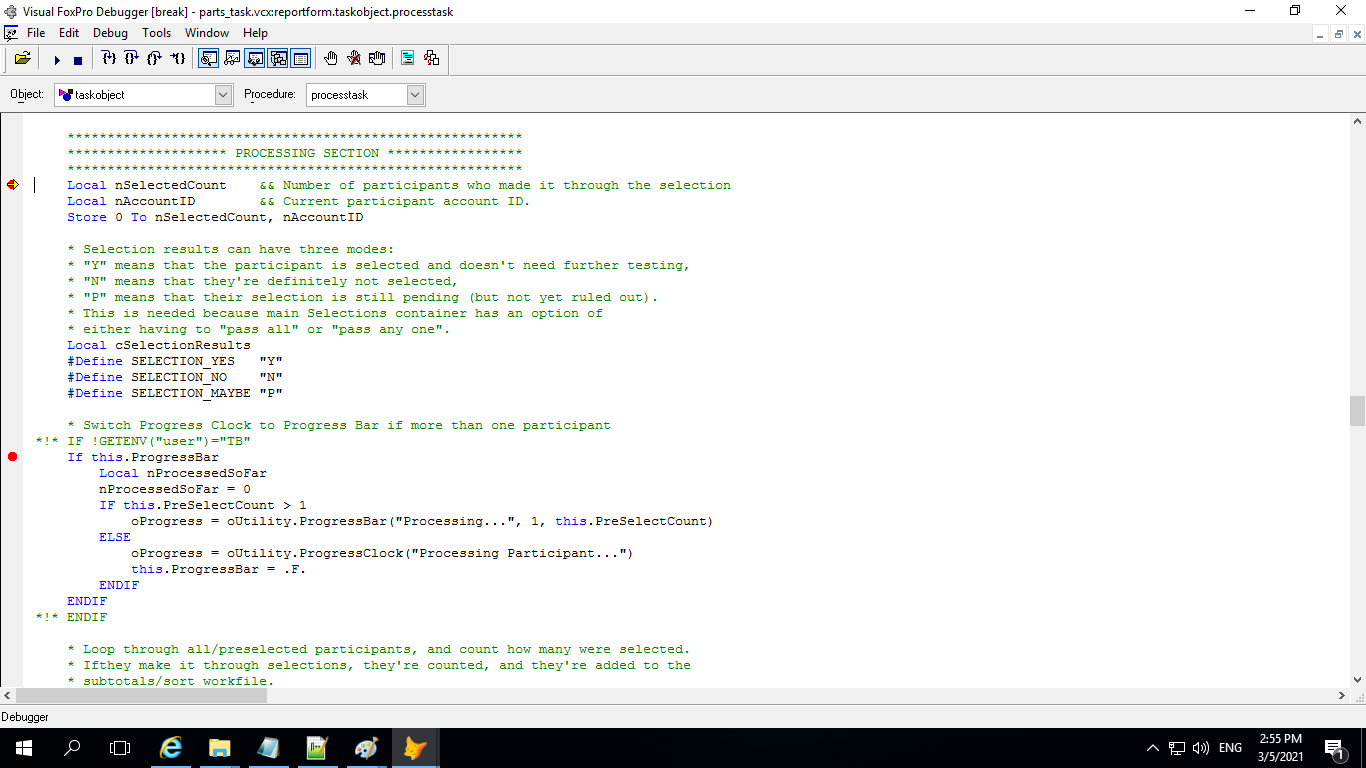 Visual FoxPro Debugger [break] - parts_task.vcx:reportform.taskobject.processtask
File Edit Debug Tools Window Help
Object: taskobject Procedure: processtask
*********************************************************
******************** PROCESSING SECTION *****************
*********************************************************
Local nSelectedCount && Number of participants who made it through the selection
Local nAccountID && Current participant account ID.
Store 0 To nSelectedCount, nAccountID
* Selection results can have three modes:
* "Y" means that the participant is selected and doesn't need further testing,
* "N" means that they're definitely not selected,
* "P" means that their selection is still pending (but not yet ruled out).
* This is needed because main Selections container has an option of
* either having to "pass all" or "pass any one".
Local cSelectionResults
#Define SELECTION_YES "Y"
#Define SELECTION_NO "N"
#Define SELECTION_MAYBE "P"
* Switch Progress Clock to Progress Bar if more than one participant
*!* IF !GETENV("user")="TB"
If this.ProgressBar
Local nProcessedSoFar
nProcessedSoFar = 0
IF this.PreSelectCount > 1
oProgress = oUtility.ProgressBar("Processing...", 1, this.PreSelectCount)
ELSE
oProgress = oUtility.ProgressClock("Processing Participant...")
this.ProgressBar = .F.
ENDIF
ENDIF
*!* ENDIF
* Loop through all/preselected participants, and count how many were selected.
* Ifthey make it through selections, they're counted, and they're added to the
* subtotals/sort workfile.
Debugger
ENG
2:55 PM
3/5/2021
1